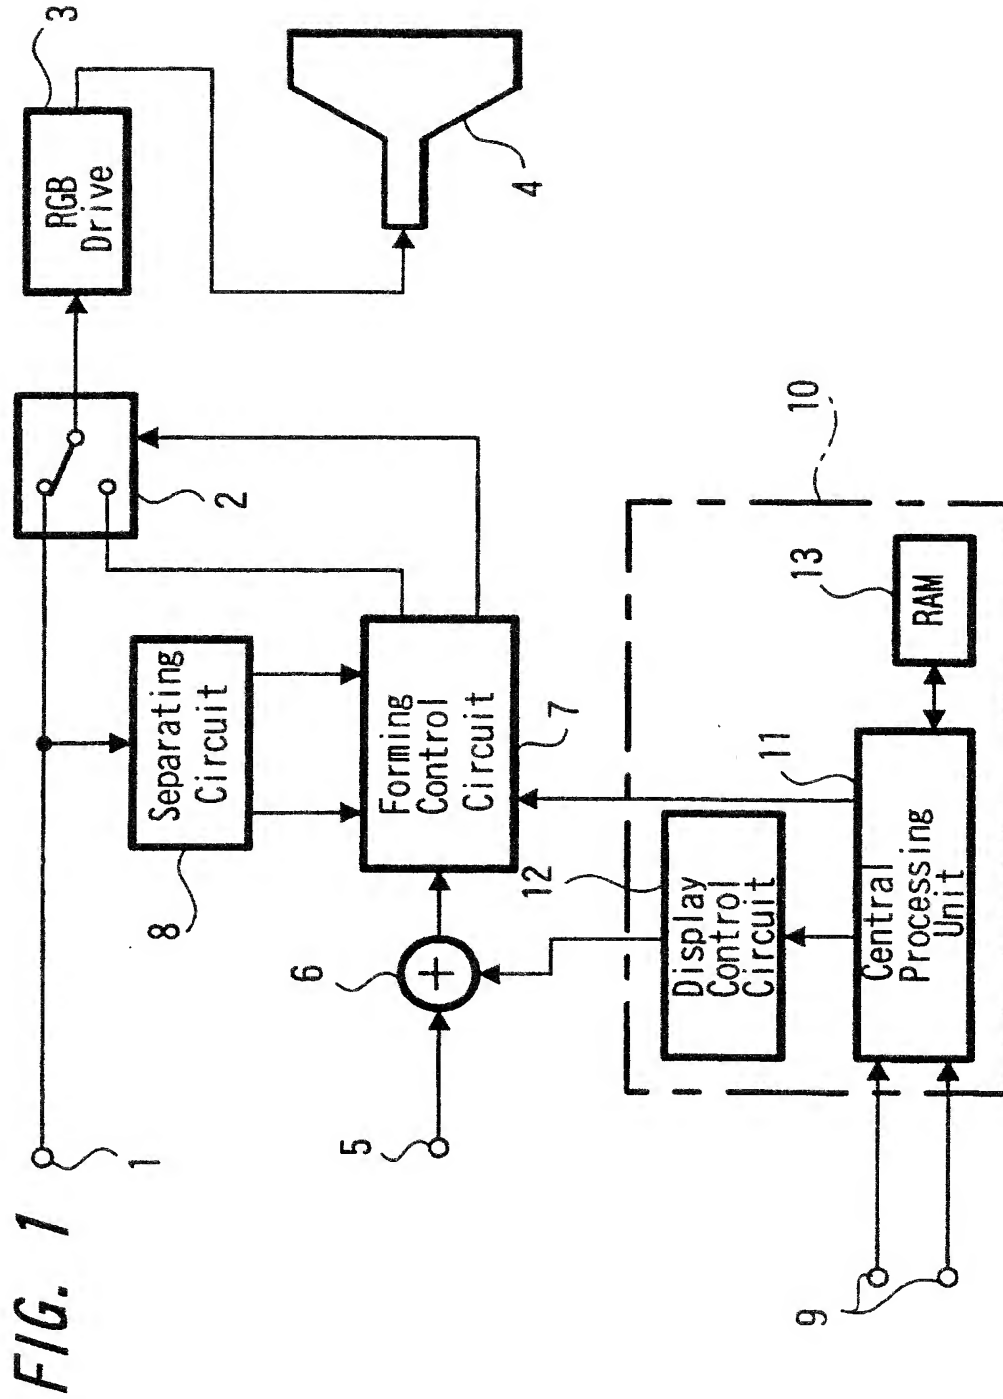 FIG. 1
1
2
3
RGB
Drive
4
Separating
Circuit
8
5
6
+
Forming
Control
Circuit
7
9
10
12
Display
Control
Circuit
11
Central
Processing
Unit
13
RAM